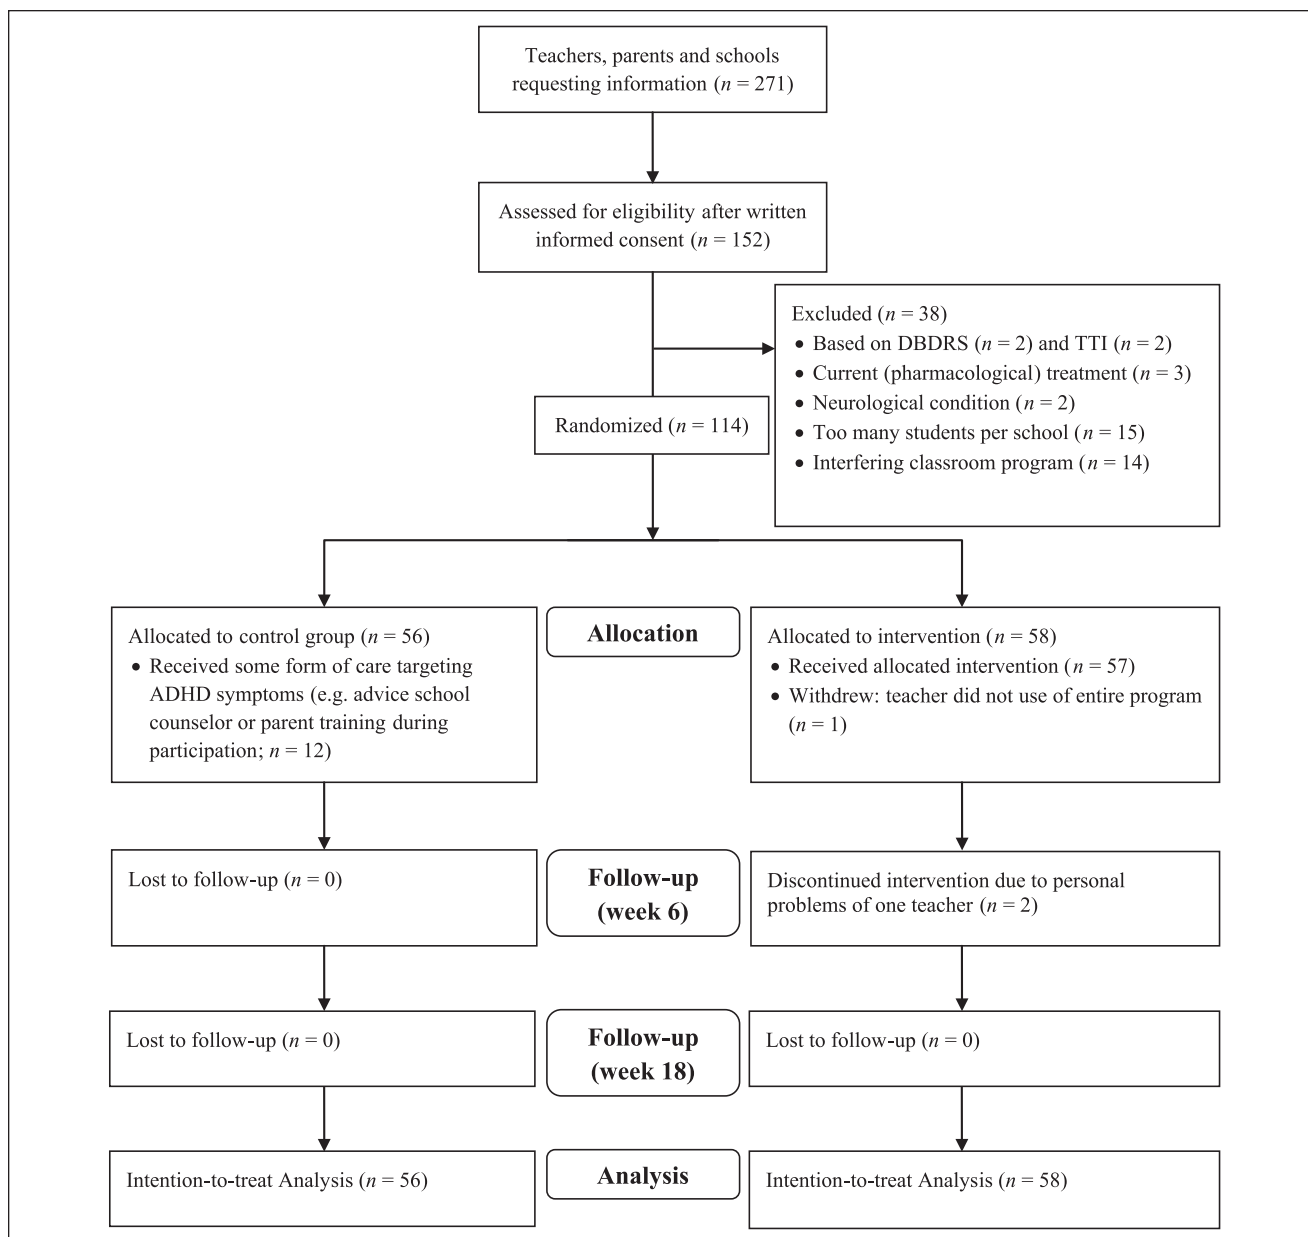 Teachers, parents and schools
requesting information (n = 271)
Assessed for eligibility after written
informed consent (n = 152)
Excluded (n = 38)
• Based on DBDRS (n = 2) and TTI (n = 2)
• Current (pharmacological) treatment (n = 3)
• Neurological condition (n = 2)
• Too many students per school (n = 15)
• Interfering classroom program (n = 14)
Randomized (n = 114)
Allocation
Allocated to control group (n = 56)
• Received some form of care targeting
ADHD symptoms (e.g. advice school
counselor or parent training during
participation; n = 12)
Allocated to intervention (n = 58)
• Received allocated intervention (n = 57)
• Withdrew: teacher did not use of entire program
(n = 1)
Lost to follow-up (n = 0)
Follow-up
(week 6)
Discontinued intervention due to personal
problems of one teacher (n = 2)
Lost to follow-up (n = 0)
Follow-up
(week 18)
Lost to follow-up (n = 0)
Intention-to-treat Analysis (n = 56)
Analysis
Intention-to-treat Analysis (n = 58)